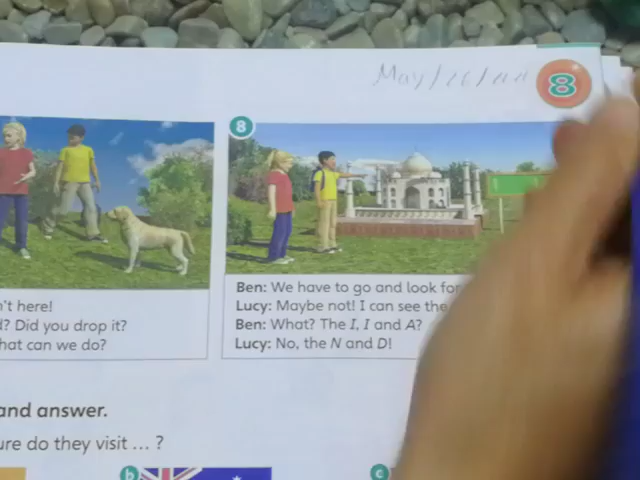 8
8
Ben: We have to go and look for
Lucy: Maybe not! I can see the
Ben: What? The I, I and A?
Lucy: No, the N and D!
n't here!
? Did you drop it?
hat can we do?
and answer.
ure do they visit ... ?
b
c